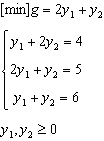 [min]g = 2y₁ + y₂
y₁ + 2y₂ = 4
2y₁ + y₂ = 5
y₁ + y₂ = 6
y₁, y₂ ≥ 0